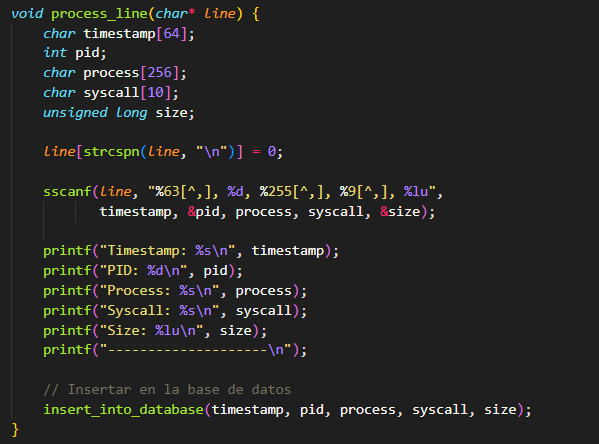 void process_line(char* line) {
    char timestamp[64];
    int pid;
    char process[256];
    char syscall[10];
    unsigned long size;

    line[strcspn(line, "\n")] = 0;

    sscanf(line, "%63[^,], %d, %255[^,], %9[^,], %lu",
           timestamp, &pid, process, syscall, &size);

    printf("Timestamp: %s\n", timestamp);
    printf("PID: %d\n", pid);
    printf("Process: %s\n", process);
    printf("Syscall: %s\n", syscall);
    printf("Size: %lu\n", size);
    printf("--------------------\n");

    // Insertar en la base de datos
    insert_into_database(timestamp, pid, process, syscall, size);
}